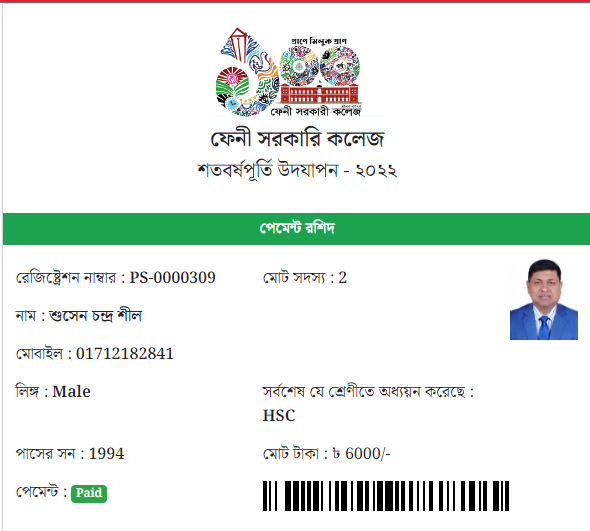 প্রাণে মিলুক প্রাণ
১০০
ফেনী সরকারী কলেজ
ফেনী সরকারি কলেজ
শতবর্ষপূর্তি উদযাপন - ২০২২
পেমেন্ট রশিদ
রেজিস্ট্রেশন নাম্বার : PS-0000309
মোট সদস্য : 2
নাম : শুসেন চন্দ্র শীল
মোবাইল : 01712182841
লিঙ্গ : Male
সর্বশেষ যে শ্রেণীতে অধ্যয়ন করেছে :
HSC
পাসের সন : 1994
মোট টাকা : ৳ 6000/-
পেমেন্ট : Paid